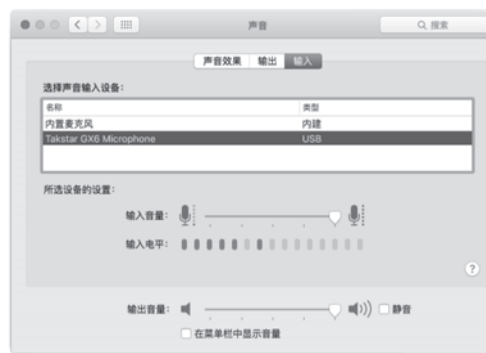 声音
搜索
声音效果 输出 输入
选择声音输入设备：
名称 类型
内置麦克风 内建
Takstar GX6 Microphone USB
所选设备的设置：
输入音量：
输入电平：
?
输出音量： 静音
在菜单栏中显示音量